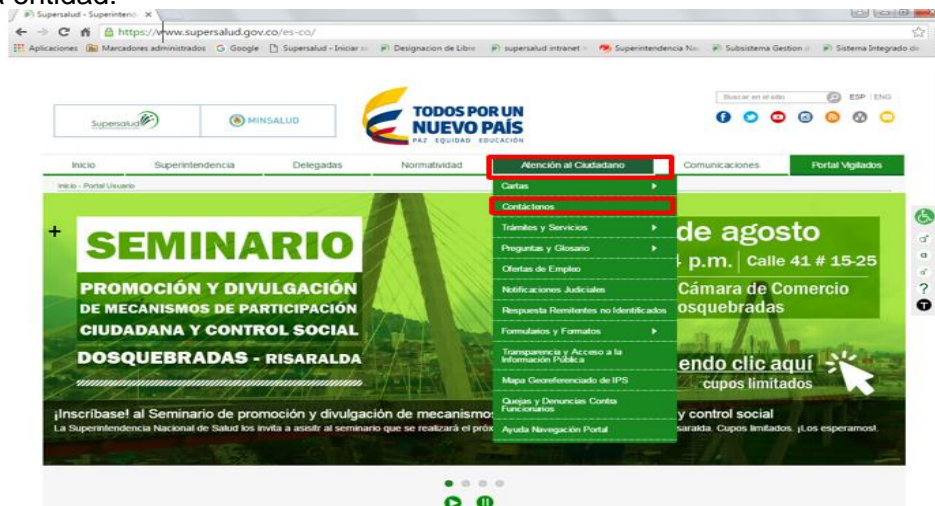 a entidad.
Supersalud - Superinten
https://www.supersalud.gov.co/es-co/
Aplicaciones Marcadores administrados Google Supersalud - Iniciar Designacion de Libre supersalud intranet Superintendencia Na Subsistema Gestion Sistema Integrado de
Buscar en el sitio ESP ENG
Supersalud MINSALUD
TODOS POR UN
NUEVO PAÍS
PAZ EQUIDAD EDUCACIÓN
Inicio Superintendencia Delegadas Normatividad Atención al Ciudadano Comunicaciones Portal Vigilados
Inicio - Portal Usuario
Cartas
Contáctenos
Trámites y Servicios
Preguntas y Glosario
Ofertas de Empleo
Notificaciones Judiciales
Respuesta Remitentes no Identificados
Formularios y Formatos
Transparencia y Acceso a la
Información Pública
Mapa Georeferenciado de IPS
Quejas y Denuncias Contra
Funcionarios
Ayuda Navegación Portal
SEMINARIO
PROMOCIÓN Y DIVULGACIÓN
DE MECANISMOS DE PARTICIPACIÓN
CIUDADANA Y CONTROL SOCIAL
DOSQUEBRADAS - RISARALDA
de agosto
p.m. Calle 41 # 15-25
Cámara de Comercio
osquebradas
endo clic aquí
cupos limitados
¡Inscríbase! al Seminario de promoción y divulgación de mecanismo y control social
La Superintendencia Nacional de Salud los invita a asistir al seminario que se realizará el próx saralda. Cupos limitados. ¡Los esperamos!.